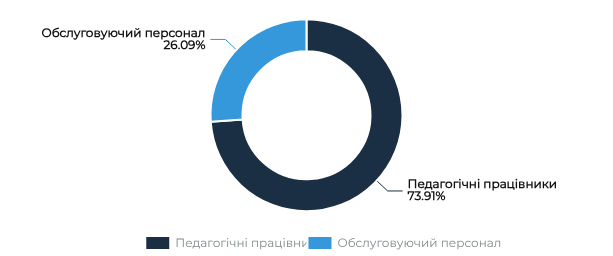 Обслуговуючий персонал
26.09%
Педагогічні працівники
73.91%
Педагогічні працівни
Обслуговуючий персонал